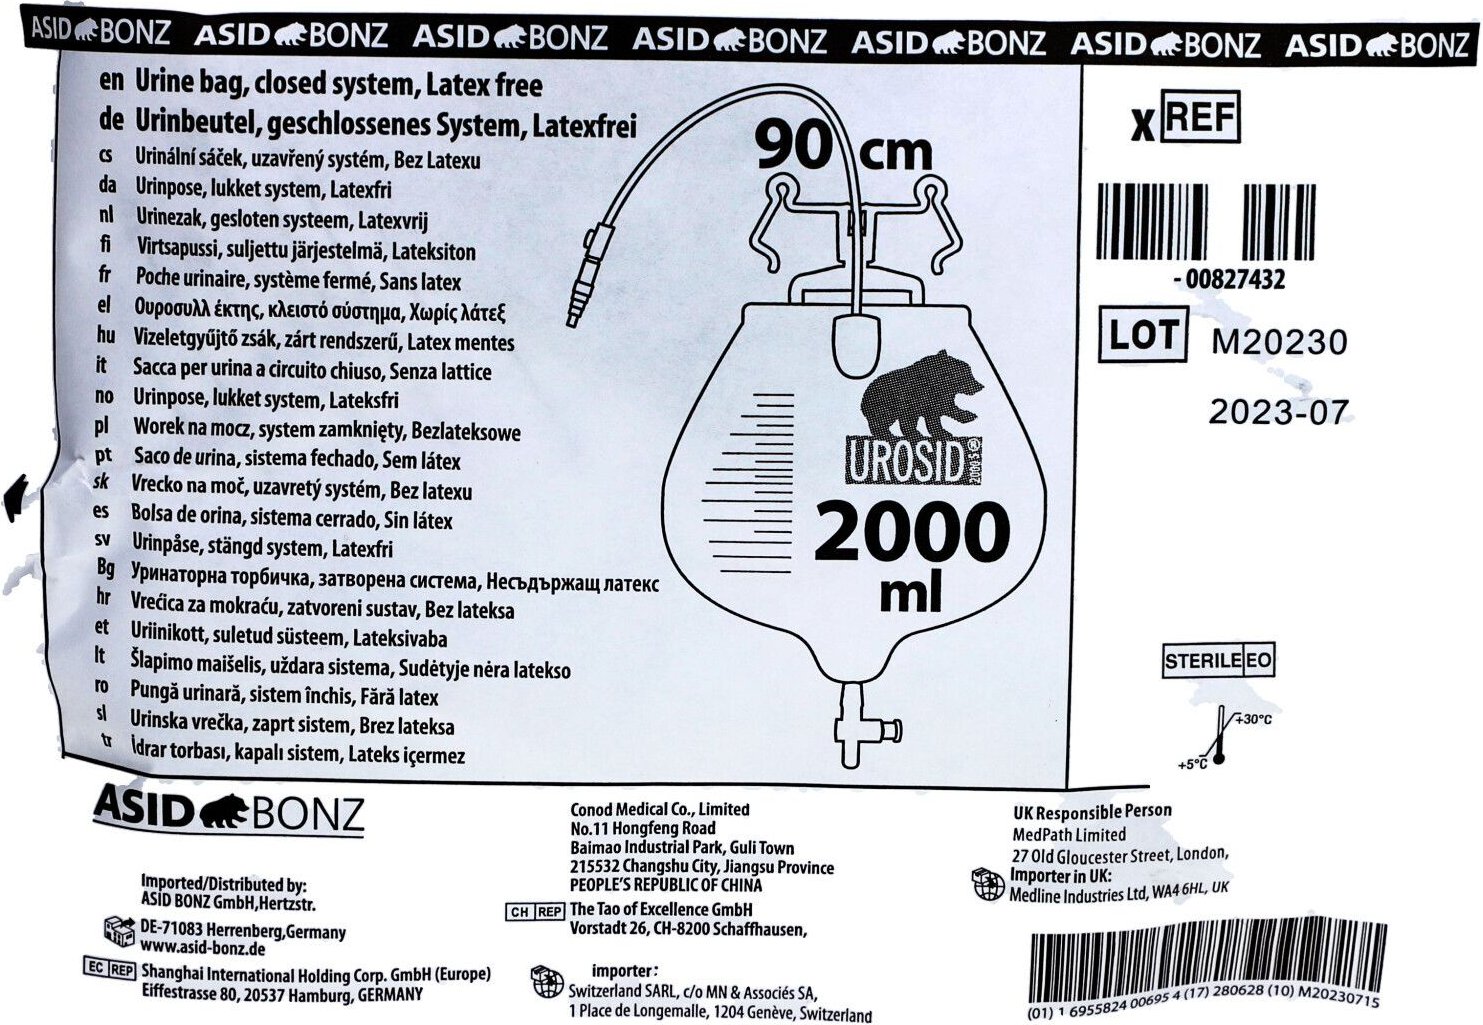 ASID BONZ ASID BONZ ASID BONZ ASID BONZ ASID BONZ ASID BONZ ASID BONZ
en Urine bag, closed system, Latex free
de Urinbeutel, geschlossenes System, Latexfrei
cs Urinální sáček, uzavřený systém, Bez Latexu
da Urinpose, lukket system, Latexfri
nl Urinezak, gesloten systeem, Latexvrij
fi Virtsapussi, suljettu järjestelmä, Lateksiton
fr Poche urinaire, système fermé, Sans latex
el Ουροσυλλ έκτης, κλειστό σύστημα, Χωρίς λάτεξ
hu Vizeletgyűjtő zsák, zárt rendszerű, Latex mentes
it Sacca per urina a circuito chiuso, Senza lattice
no Urinpose, lukket system, Lateksfri
pl Worek na mocz, system zamknięty, Bezlateksowe
pt Saco de urina, sistema fechado, Sem látex
sk Vrecko na moč, uzavretý systém, Bez latexu
es Bolsa de orina, sistema cerrado, Sin látex
sv Urinpåse, stängd system, Latexfri
Bg Уринаторна торбичка, затворена система, Несъдържащ латекс
hr Vrećica za mokraću, zatvoreni sustav, Bez lateksa
et Uriinikott, suletud süsteem, Lateksivaba
lt Šlapimo maišelis, uždara sistema, Sudėtyje nėra latekso
ro Pungă urinară, sistem închis, Fără latex
sl Urinska vrečka, zaprt sistem, Brez lateksa
tr İdrar torbası, kapalı sistem, Lateks içermez
90 cm
UROSID®
2000 S
2000
ml
x REF
- 00827432
LOT M20230
2023-07
STERILE EO
+30°C
+5°C
ASID BONZ
Imported/Distributed by:
ASID BONZ GmbH,Hertzstr.
DE-71083 Herrenberg,Germany
www.asid-bonz.de
EC REP Shanghai International Holding Corp. GmbH (Europe)
Eiffestrasse 80, 20537 Hamburg, GERMANY
Conod Medical Co., Limited
No.11 Hongfeng Road
Baimao Industrial Park, Guli Town
215532 Changshu City, Jiangsu Province
PEOPLE'S REPUBLIC OF CHINA
CH REP The Tao of Excellence GmbH
Vorstadt 26, CH-8200 Schaffhausen,
importer:
Switzerland SARL, c/o MN & Associés SA,
1 Place de Longemalle, 1204 Genève, Switzerland
UK Responsible Person
MedPath Limited
27 Old Gloucester Street, London,
Importer in UK:
Medline Industries Ltd, WA4 6HL, UK
(01) 1 6955824 00695 4 (17) 280628 (10) M20230715